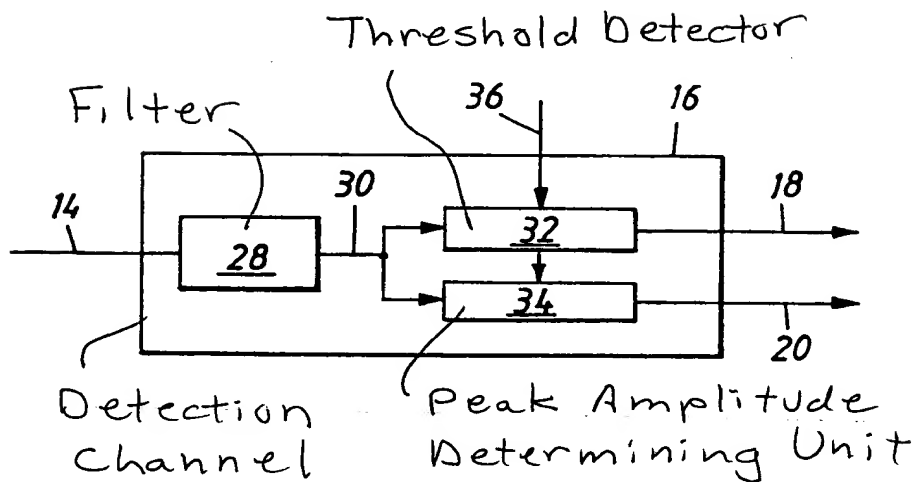 Threshold Detector
Filter
36
16
14
30
18
28
32
34
20
Detection
Channel
Peak Amplitude
Determining Unit